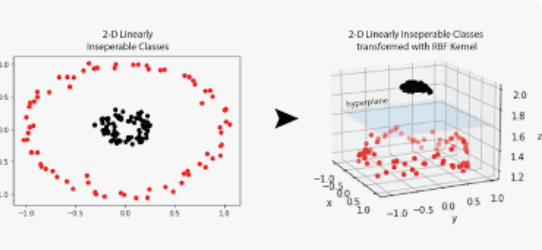 2-D Linearly
Inseperable Classes
1.0
0.5
0.0
0.5
1.0
−1.0 −0.5 0.0 0.5 1.0
2-D Linearly Inseperable Classes
transformed with RBF Kernel
hyperplane
2.0
1.8
1.6
1.4
1.2
z
−1.0
−0.5
0.0
0.5
1.0
x
−1.0 −0.5 0.0 0.5 1.0
y